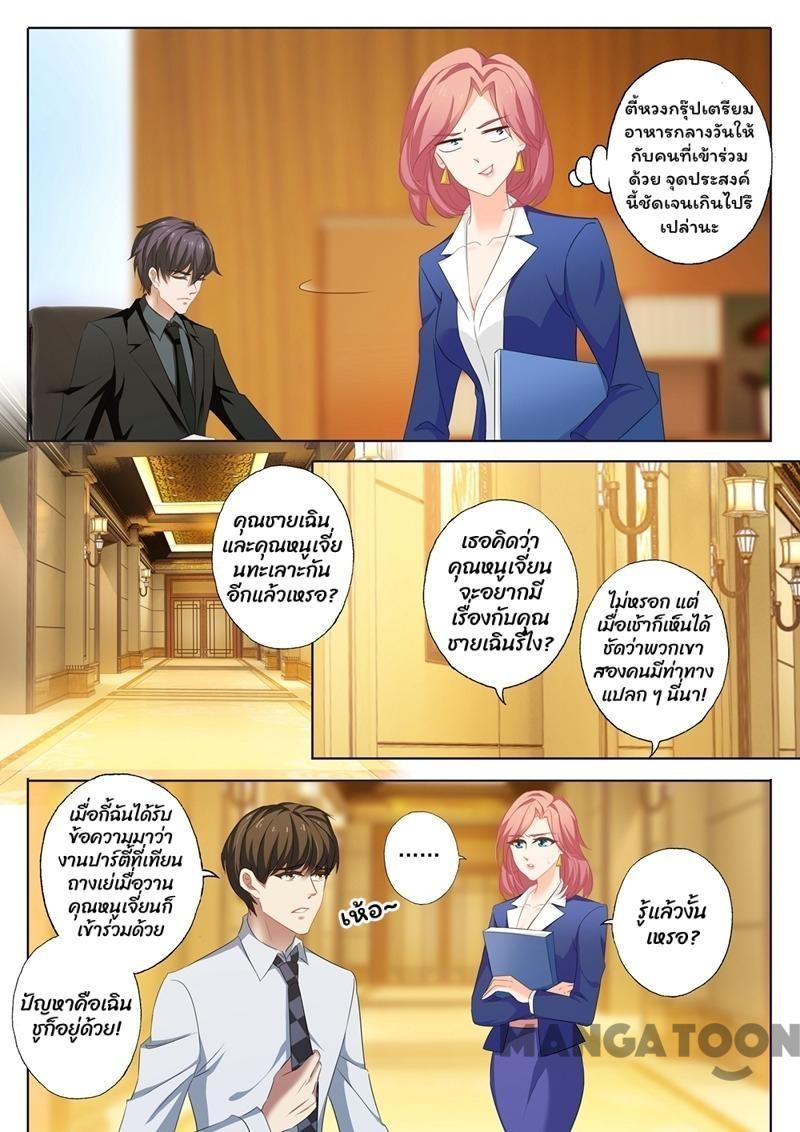 ตี้หวงกรุ๊ปเตรียม
อาหารกลางวันให้
กับคนที่เข้าร่วม
ด้วย จุดประสงค์
นี้ชัดเจนเกินไปรึ
เปล่านะ
คุณชายเฉิน
และคุณหนูเจี่ย
นทะเลาะกัน
อีกแล้วเหรอ?
เธอคิดว่า
คุณหนูเจี่ยน
จะอยากมี
เรื่องกับคุณ
ชายเฉินรึไง?
ไม่หรอก แต่
เมื่อเช้าก็เห็นได้
ชัดว่าพวกเขา
สองคนมีท่าทาง
แปลก ๆ นี่นา!
เมื่อกี้ฉันได้รับ
ข้อความมาว่า
งานปาร์ตี้ที่เทียน
ถางเย่เมื่อวาน
คุณหนูเจี่ยนก็
เข้าร่วมด้วย
ปัญหาคือเฉิน
ชูก็อยู่ด้วย!
เห้อ~
......
รู้แล้วงั้น
เหรอ?
MANGATOON